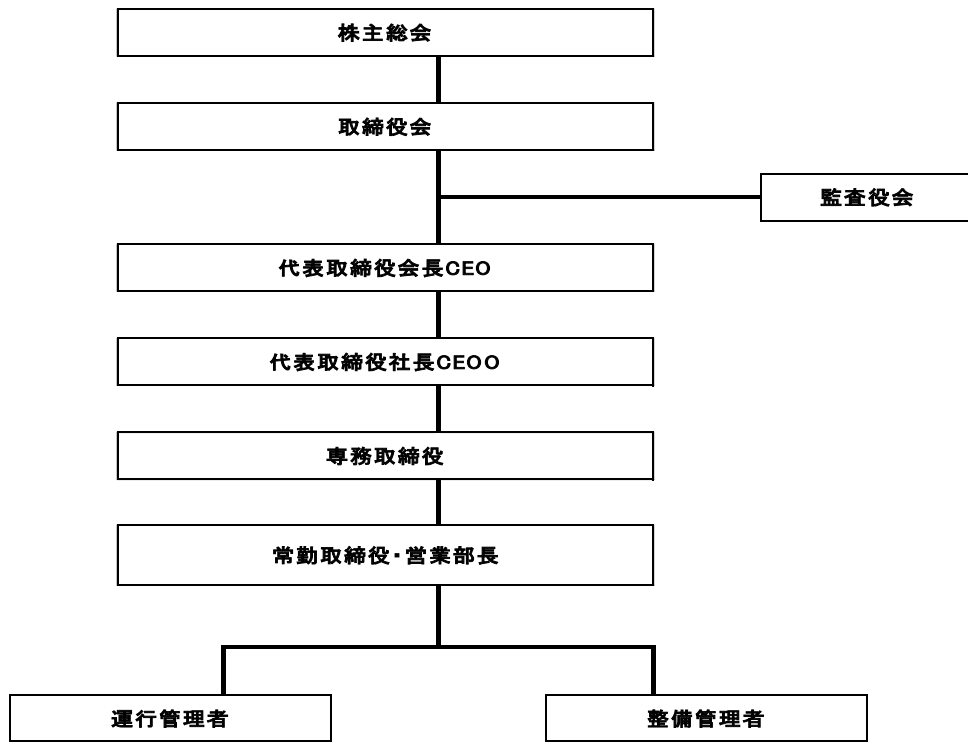 株主総会
取締役会
監査役会
代表取締役会長CEO
代表取締役社長CEOO
専務取締役
常勤取締役・営業部長
運行管理者
整備管理者